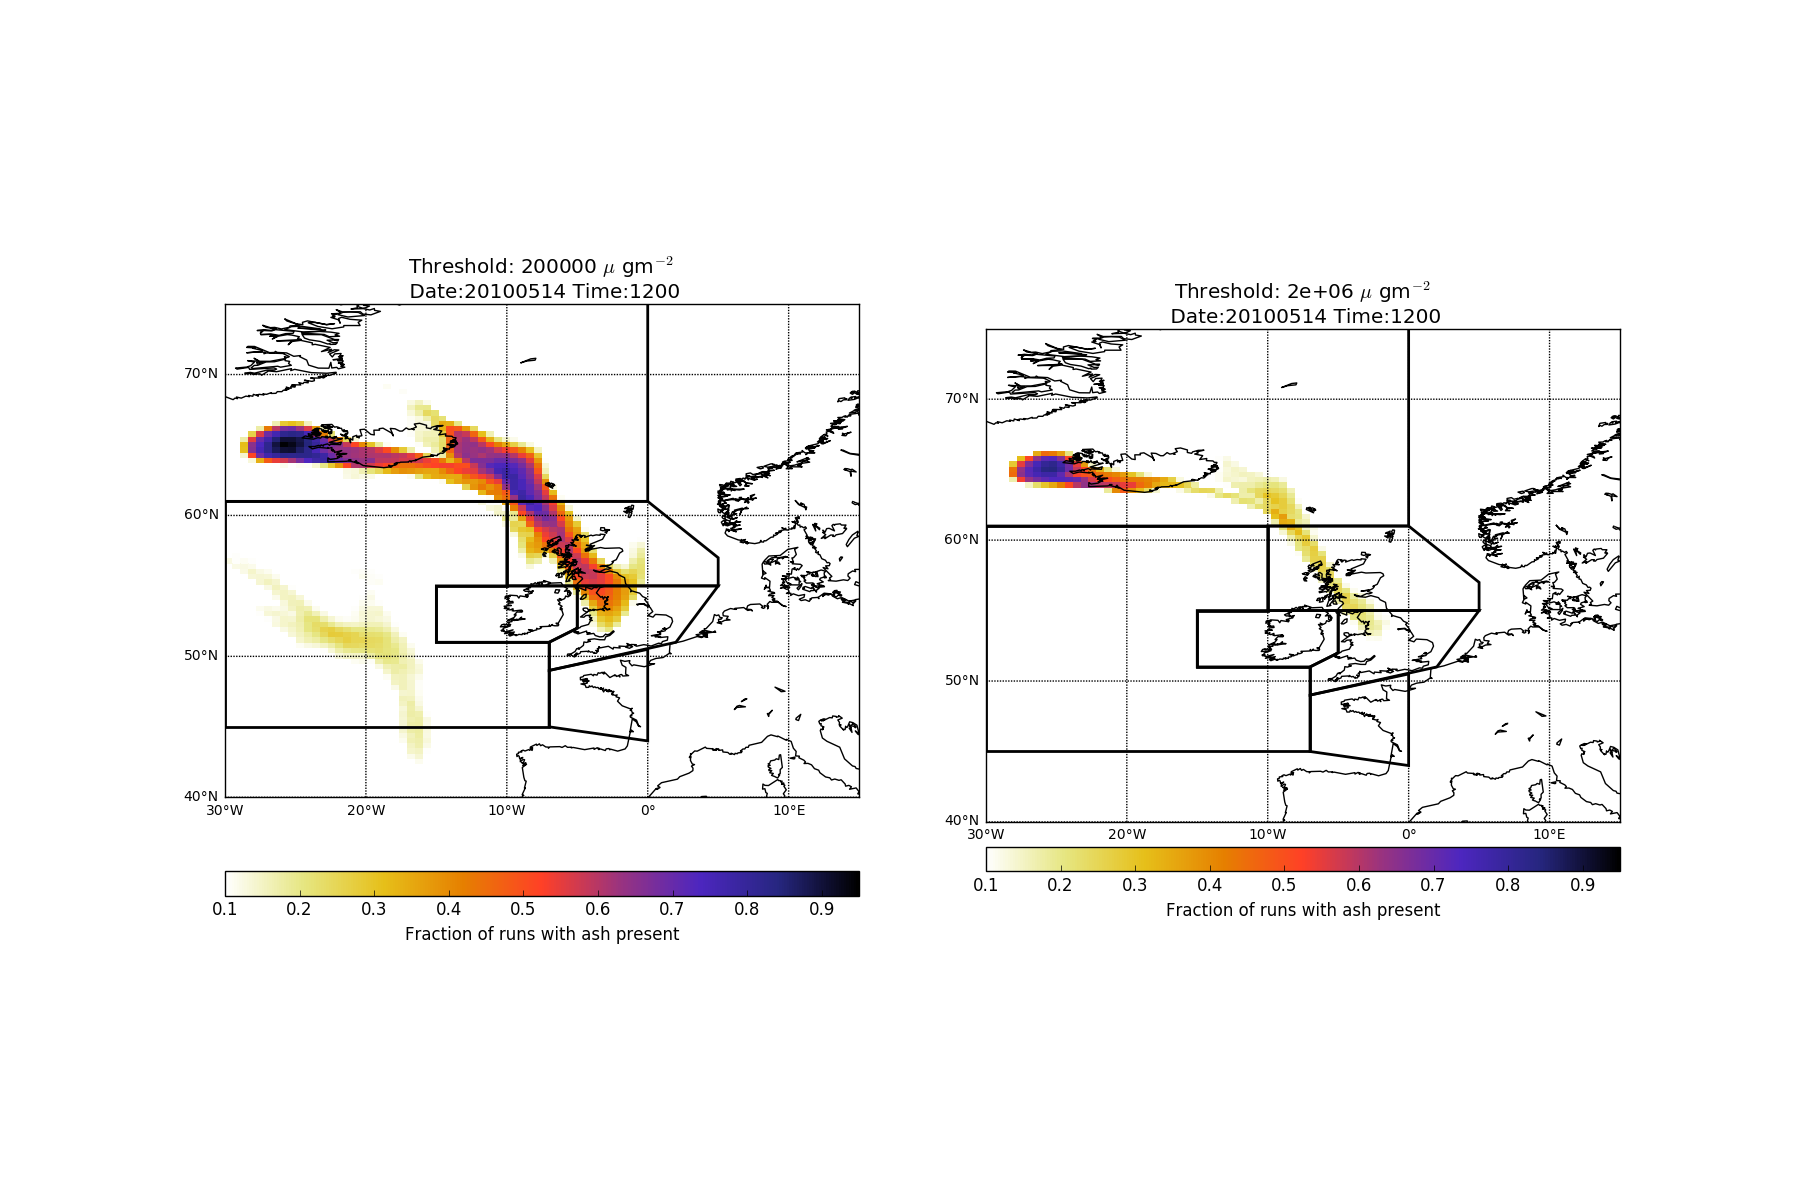 Threshold: 200000 μ gm⁻²
Date:20100514 Time:1200
70°N
60°N
50°N
40°N
30°W 20°W 10°W 0° 10°E
0.1 0.2 0.3 0.4 0.5 0.6 0.7 0.8 0.9
Fraction of runs with ash present
Threshold: 2e+06 μ gm⁻²
Date:20100514 Time:1200
70°N
60°N
50°N
40°N
30°W 20°W 10°W 0° 10°E
0.1 0.2 0.3 0.4 0.5 0.6 0.7 0.8 0.9
Fraction of runs with ash present